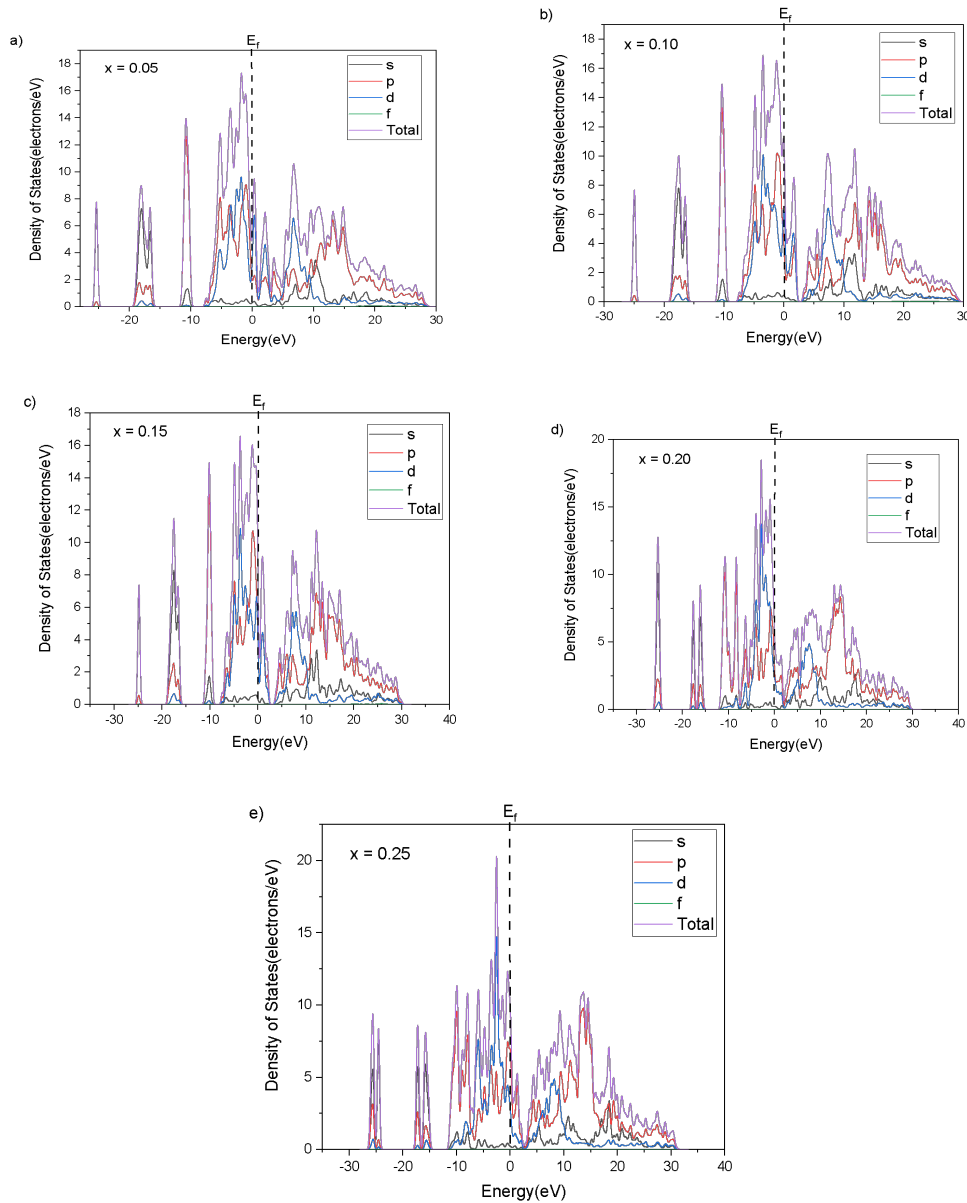 a)
E_f
x = 0.05
s
p
d
f
Total
Density of States(electrons/eV)
18
16
14
12
10
8
6
4
2
0
-20 -10 0 10 20 30
Energy(eV)
b)
E_f
x = 0.10
s
p
d
f
Total
Density of States(electrons/eV)
18
16
14
12
10
8
6
4
2
0
-30 -20 -10 0 10 20 30
Energy(eV)
c)
E_f
x = 0.15
s
p
d
f
Total
Density of States(electrons/eV)
18
16
14
12
10
8
6
4
2
0
-30 -20 -10 0 10 20 30 40
Energy(eV)
d)
E_f
x = 0.20
s
p
d
f
Total
Density of States(electrons/eV)
20
15
10
5
0
-30 -20 -10 0 10 20 30 40
Energy(eV)
e)
E_f
x = 0.25
s
p
d
f
Total
Density of States(electrons/eV)
20
15
10
5
0
-30 -20 -10 0 10 20 30 40
Energy(eV)